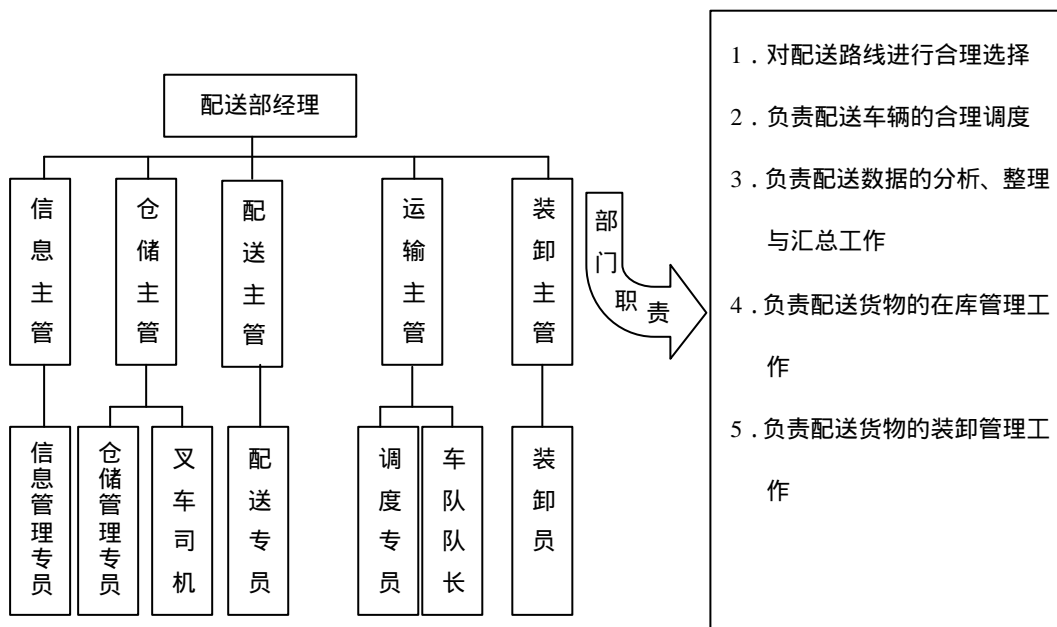 配送部经理
信息主管
仓储主管
配送主管
运输主管
装卸主管
信息管理专员
仓储管理专员
叉车司机
配送专员
调度专员
车队队长
装卸员
部门职责
1．对配送路线进行合理选择
2．负责配送车辆的合理调度
3．负责配送数据的分析、整理
与汇总工作
4．负责配送货物的在库管理工
作
5．负责配送货物的装卸管理工
作